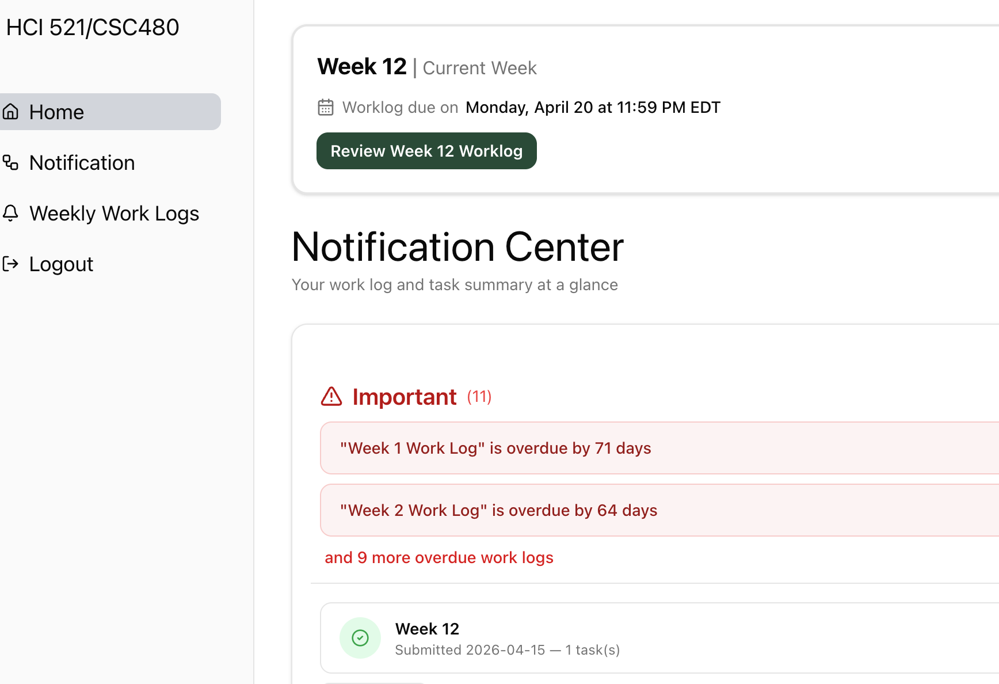 HCI 521/CSC480
Home
Notification
Weekly Work Logs
Logout
Week 12 | Current Week
Worklog due on Monday, April 20 at 11:59 PM EDT
Review Week 12 Worklog
Notification Center
Your work log and task summary at a glance
Important (11)
"Week 1 Work Log" is overdue by 71 days
"Week 2 Work Log" is overdue by 64 days
and 9 more overdue work logs
Week 12
Submitted 2026-04-15 — 1 task(s)